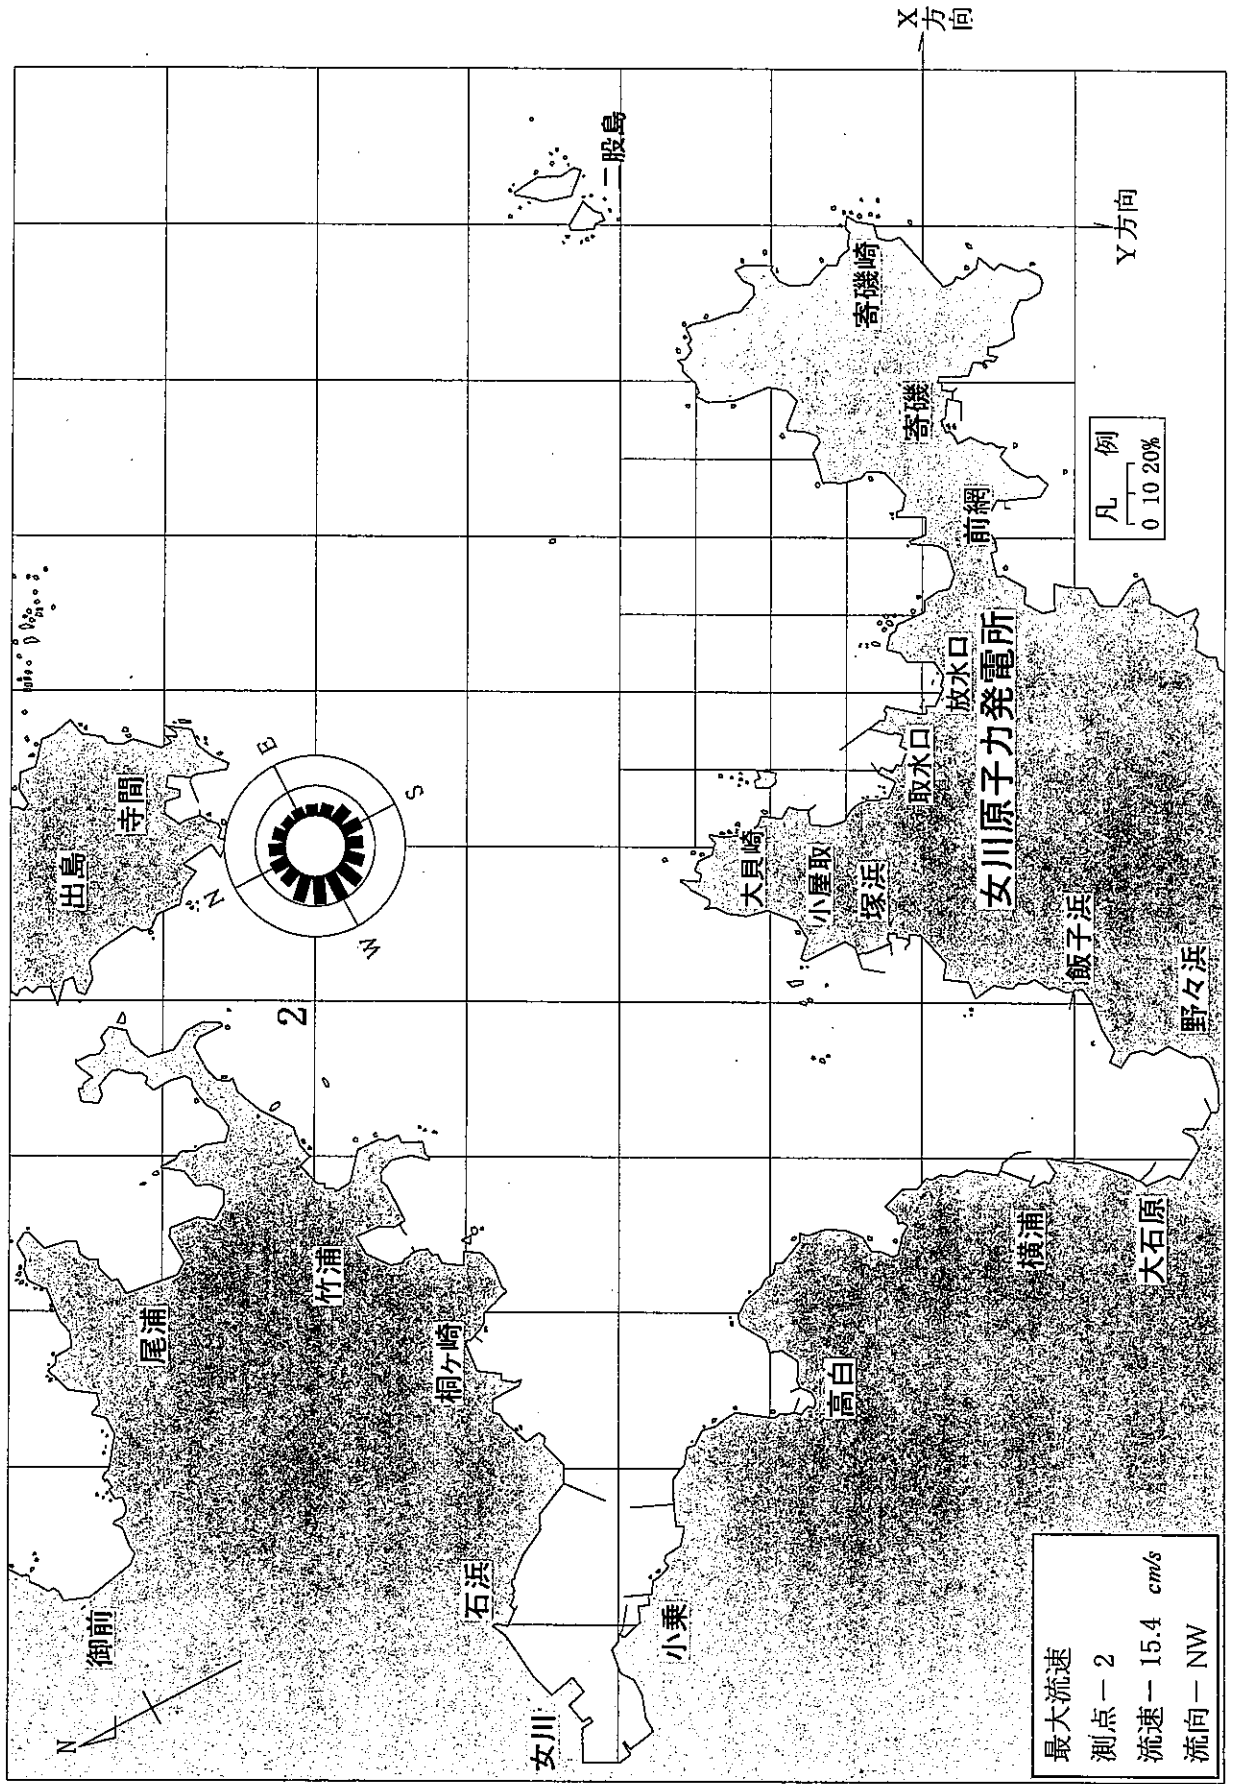 X方向
Y方向
二股島
寄磯崎
寄磯
前網
凡 例
0 10 20%
出島
寺間
E
S
N
W
2
大貝崎
小屋取
塚浜
取水口
放水口
女川原子力発電所
飯子浜
野々浜
尾浦
竹浦
桐ヶ崎
高白
横浦
大石原
御前
石浜
小乗
女川
N
最大流速
測点－2
流速－15.4 cm/s
流向－NW